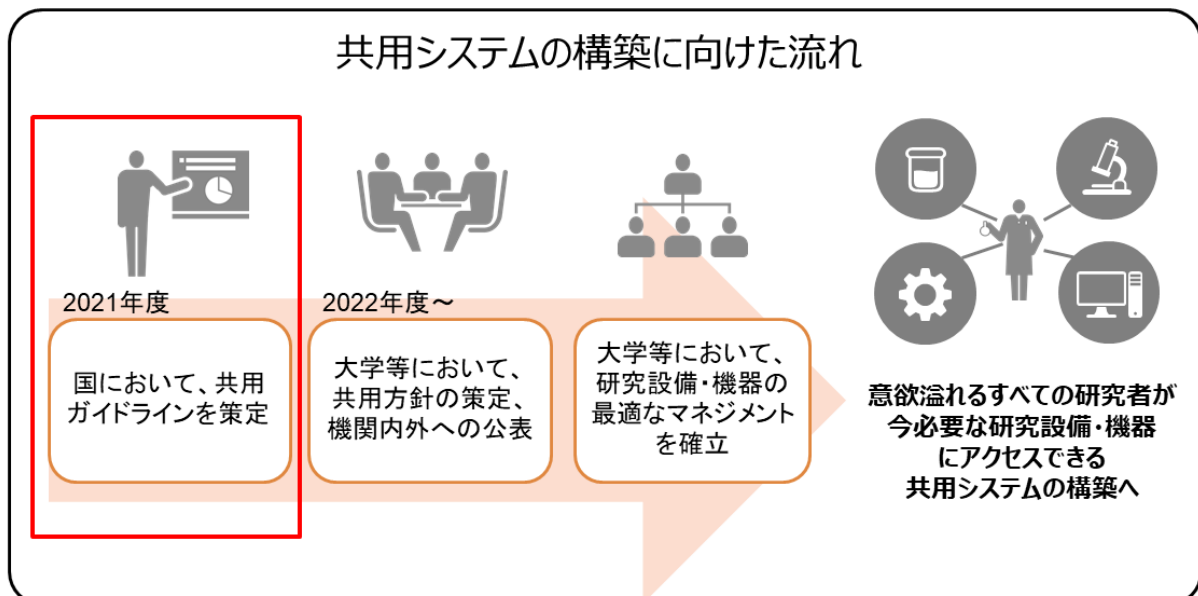 共用システムの構築に向けた流れ
2021年度
国において、共用
ガイドラインを策定
2022年度～
大学等において、
共用方針の策定、
機関内外への公表
大学等において、
研究設備・機器の
最適なマネジメント
を確立
意欲溢れるすべての研究者が
今必要な研究設備・機器
にアクセスできる
共用システムの構築へ